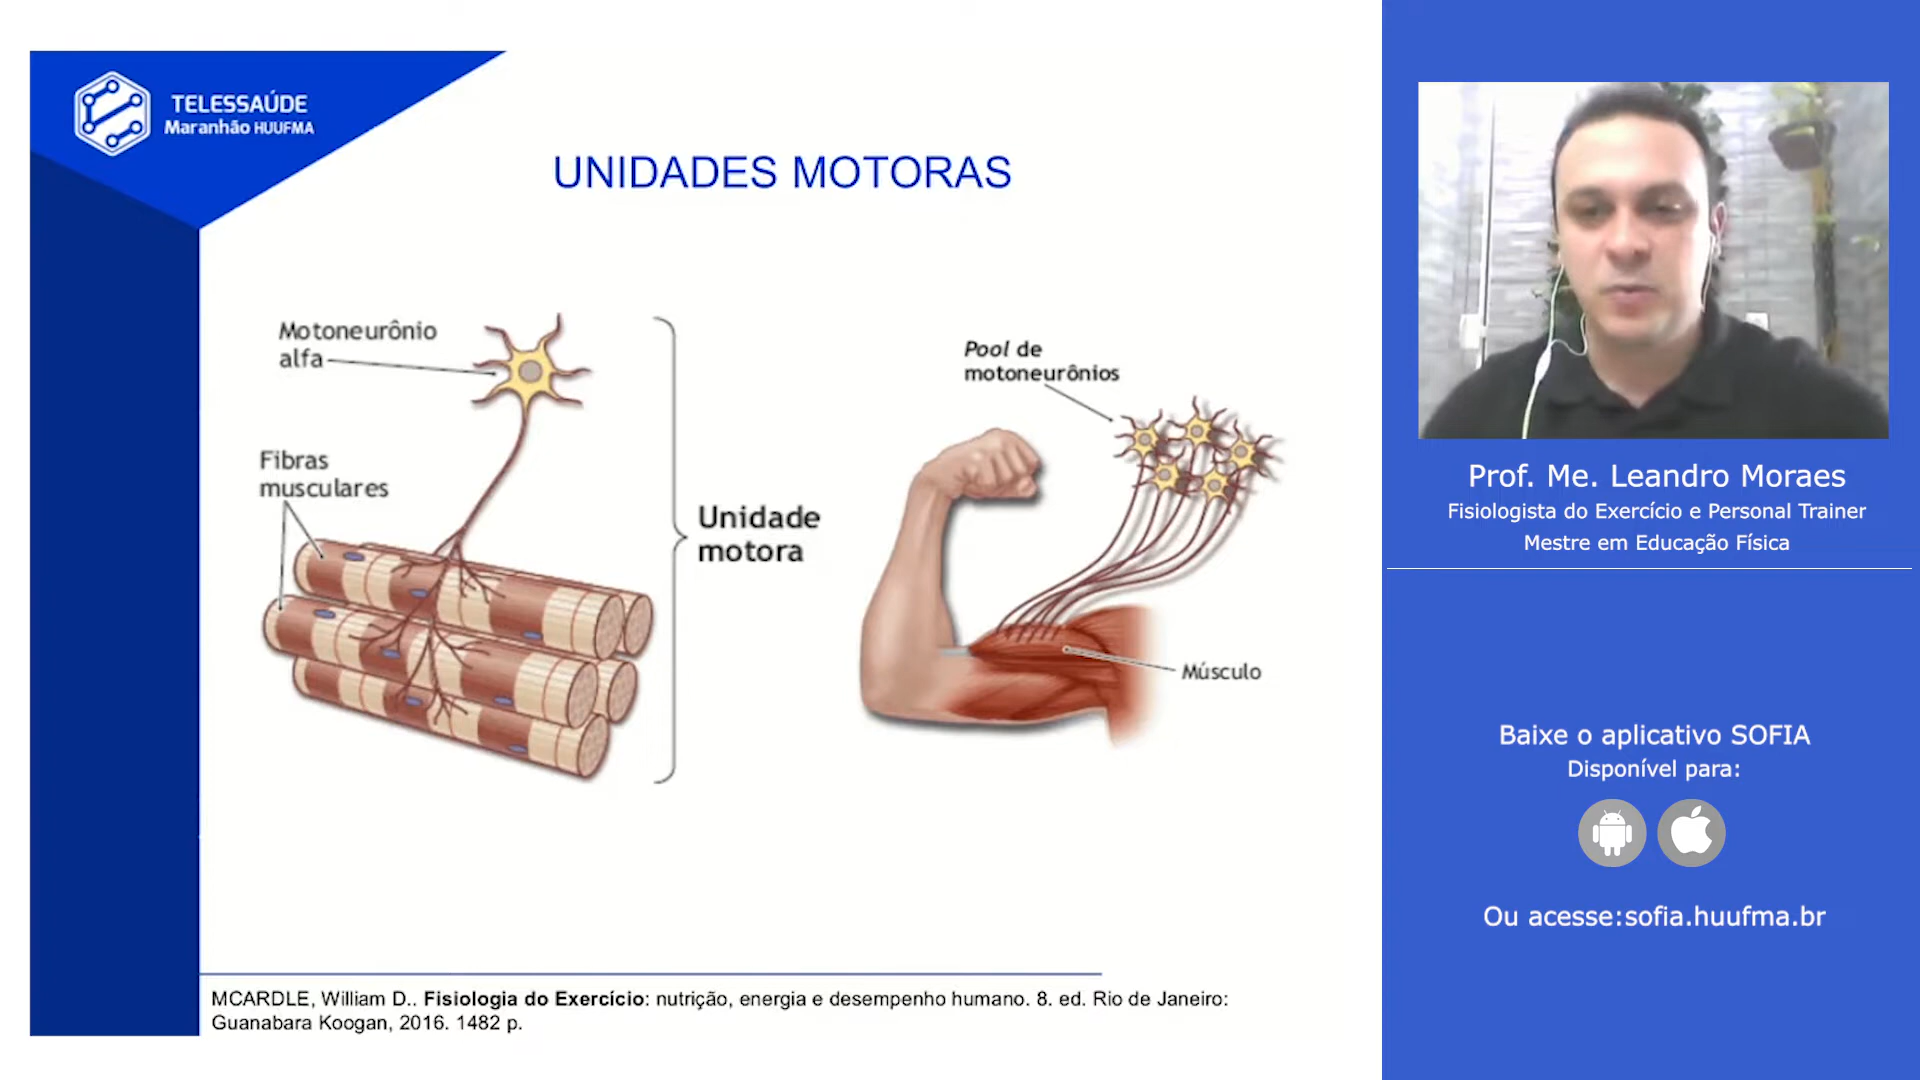 TELESSAÚDE
Maranhão HUUFMA
UNIDADES MOTORAS
Motoneurônio
alfa
Fibras
musculares
Unidade
motora
Pool de
motoneurônios
Músculo
MCARDLE, William D.. Fisiologia do Exercício: nutrição, energia e desempenho humano. 8. ed. Rio de Janeiro:
Guanabara Koogan, 2016. 1482 p.
Prof. Me. Leandro Moraes
Fisiologista do Exercício e Personal Trainer
Mestre em Educação Física
Baixe o aplicativo SOFIA
Disponível para:
Ou acesse:sofia.huufma.br